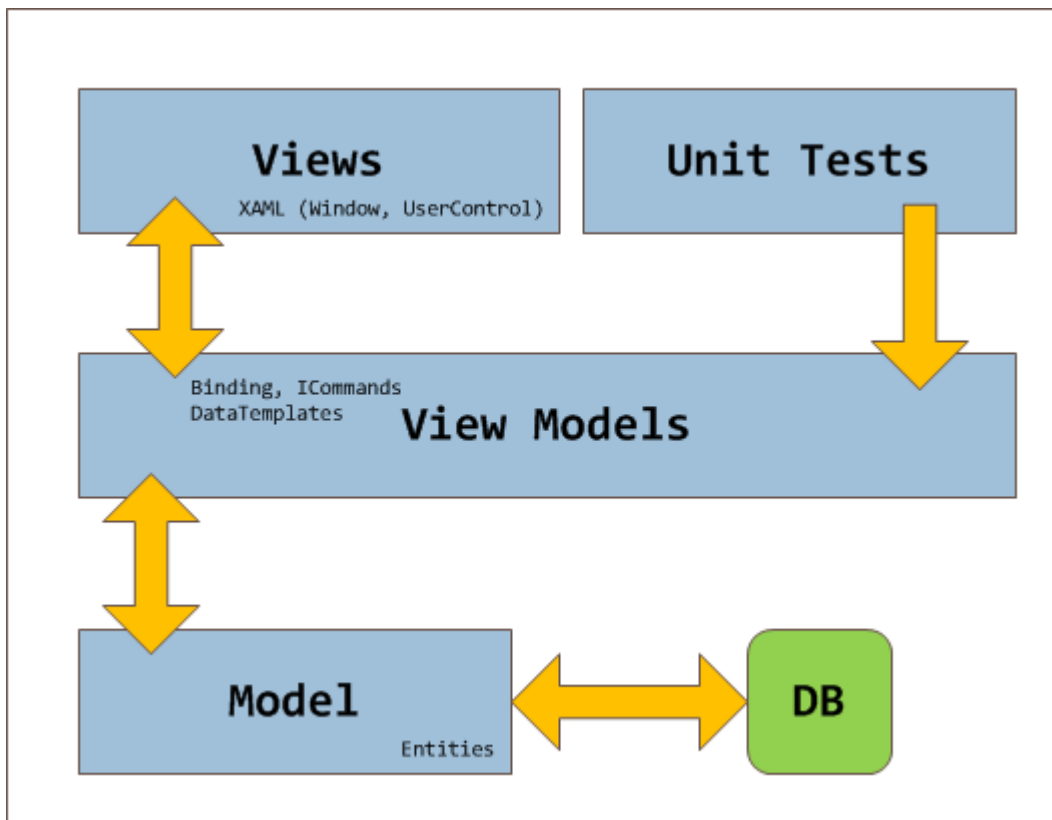 Views
XAML (Window, UserControl)
Unit Tests
Binding, ICommands
DataTemplates
View Models
Model
Entities
DB